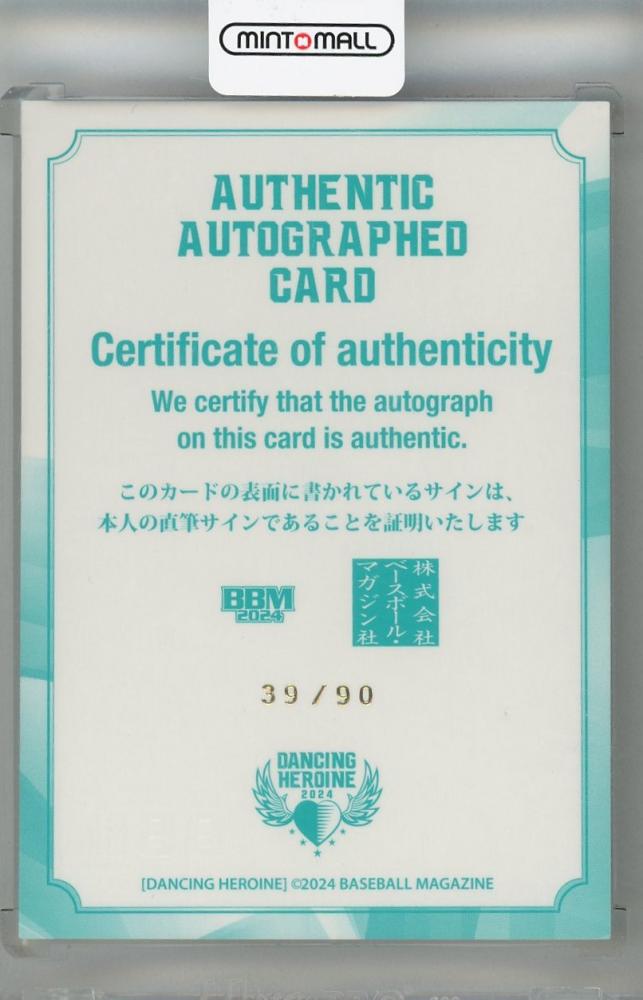 MINT MALL
AUTHENTIC
AUTOGRAPHED
CARD
Certificate of authenticity
We certify that the autograph
on this card is authentic.
このカードの表面に書かれているサインは、
本人の直筆サインであることを証明いたします
BBM
2024
株式会社
ベースボール・
マガジン社
39/90
DANCING
HEROINE
2024
[DANCING HEROINE] ©2024 BASEBALL MAGAZINE